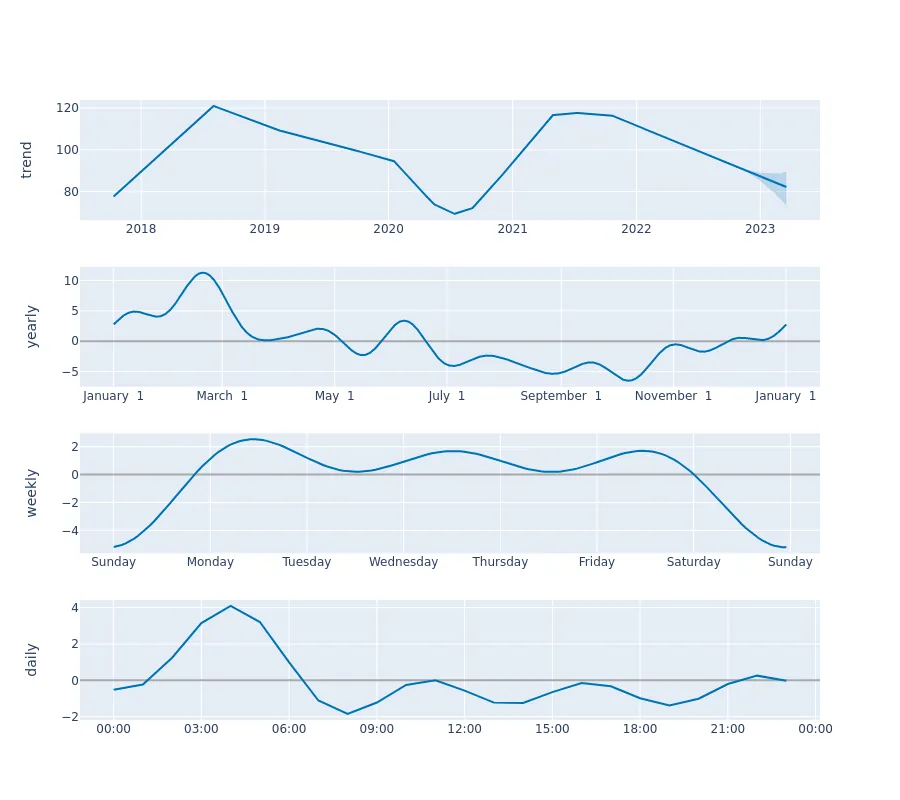 trend
120
100
80
2018 2019 2020 2021 2022 2023
yearly
10
5
0
−5
January 1 March 1 May 1 July 1 September 1 November 1 January 1
weekly
2
0
−2
−4
Sunday Monday Tuesday Wednesday Thursday Friday Saturday Sunday
daily
4
2
0
−2
00:00 03:00 06:00 09:00 12:00 15:00 18:00 21:00 00:00